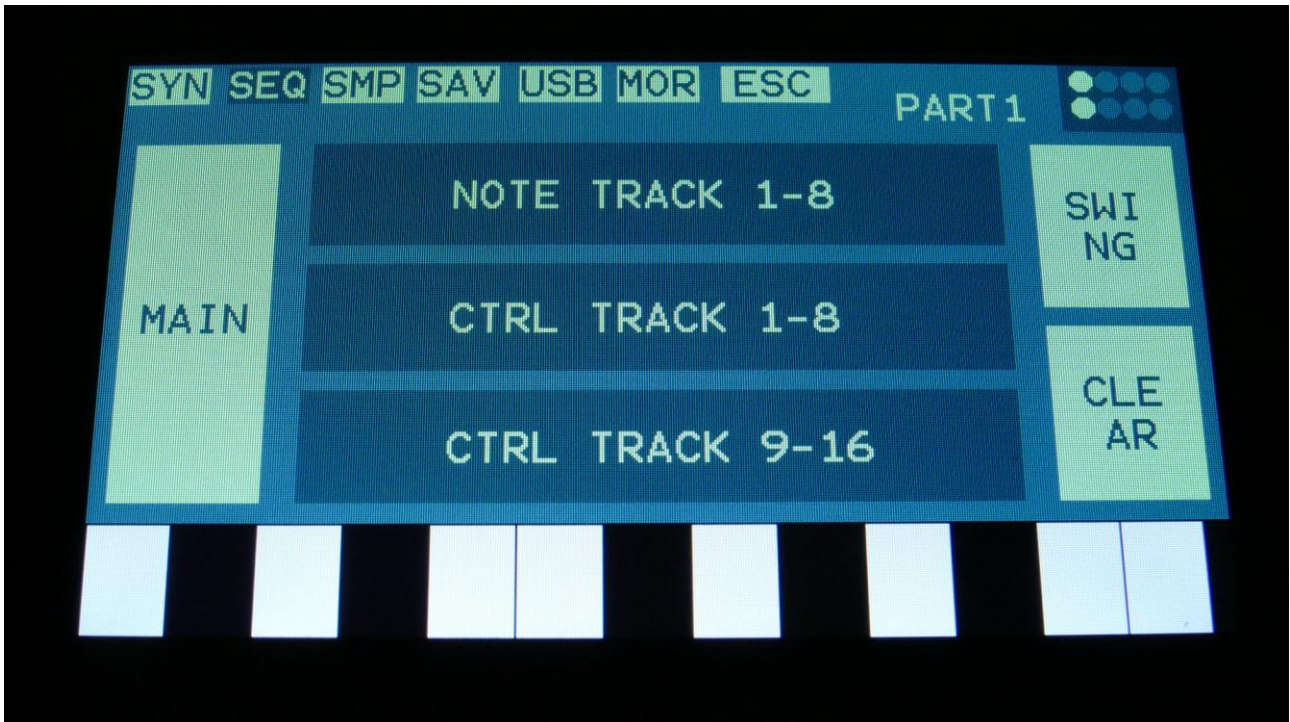 SYN SEQ SMP SAV USB MOR ESC
PART1
NOTE TRACK 1-8
SWI
NG
MAIN
CTRL TRACK 1-8
CLE
AR
CTRL TRACK 9-16